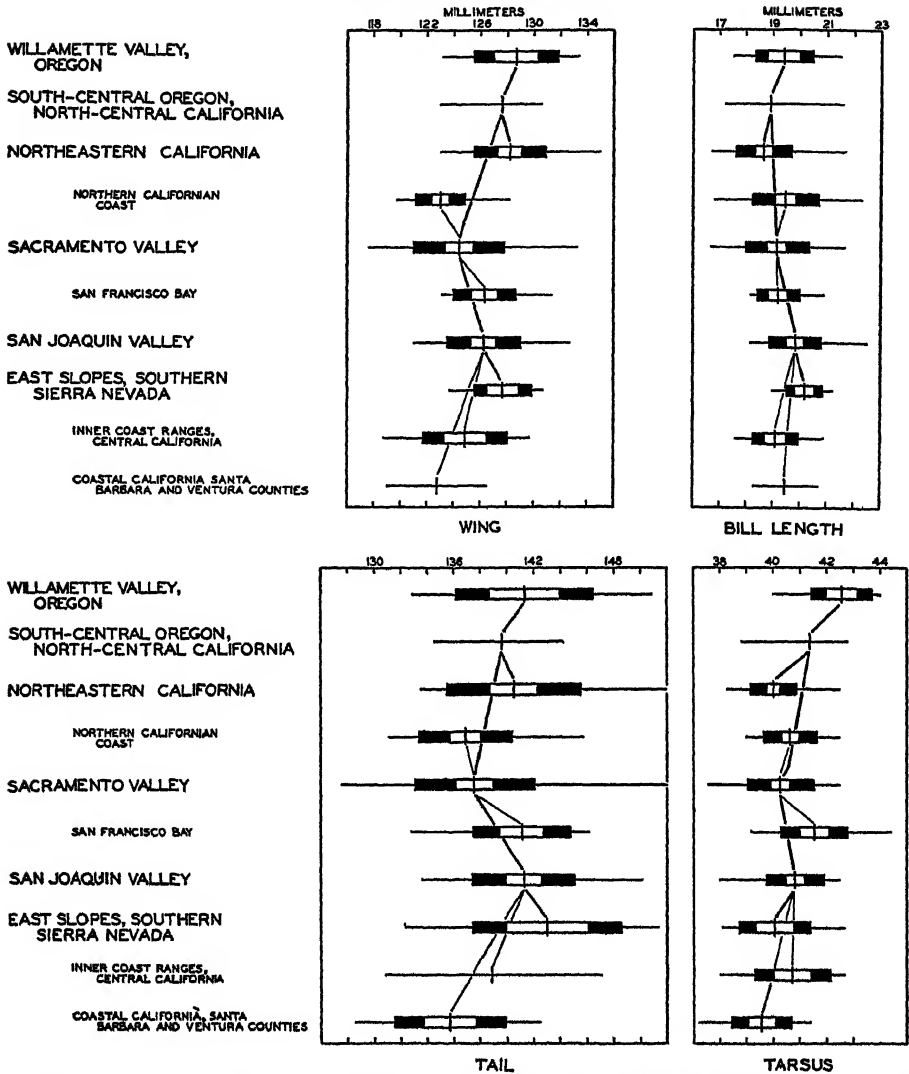 MILLIMETERS
118 122 126 130 134
MILLIMETERS
17 19 21 23
WILLAMETTE VALLEY,
OREGON
SOUTH-CENTRAL OREGON,
NORTH-CENTRAL CALIFORNIA
NORTHEASTERN CALIFORNIA
NORTHERN CALIFORNIAN
COAST
SACRAMENTO VALLEY
SAN FRANCISCO BAY
SAN JOAQUIN VALLEY
EAST SLOPES, SOUTHERN
SIERRA NEVADA
INNER COAST RANGES,
CENTRAL CALIFORNIA
COASTAL CALIFORNIA SANTA
BARBARA AND VENTURA COUNTIES
WING
BILL LENGTH
130 136 142 148
38 40 42 44
WILLAMETTE VALLEY,
OREGON
SOUTH-CENTRAL OREGON,
NORTH-CENTRAL CALIFORNIA
NORTHEASTERN CALIFORNIA
NORTHERN CALIFORNIAN
COAST
SACRAMENTO VALLEY
SAN FRANCISCO BAY
SAN JOAQUIN VALLEY
EAST SLOPES, SOUTHERN
SIERRA NEVADA
INNER COAST RANGES,
CENTRAL CALIFORNIA
COASTAL CALIFORNIA, SANTA
BARBARA AND VENTURA COUNTIES
TAIL
TARSUS